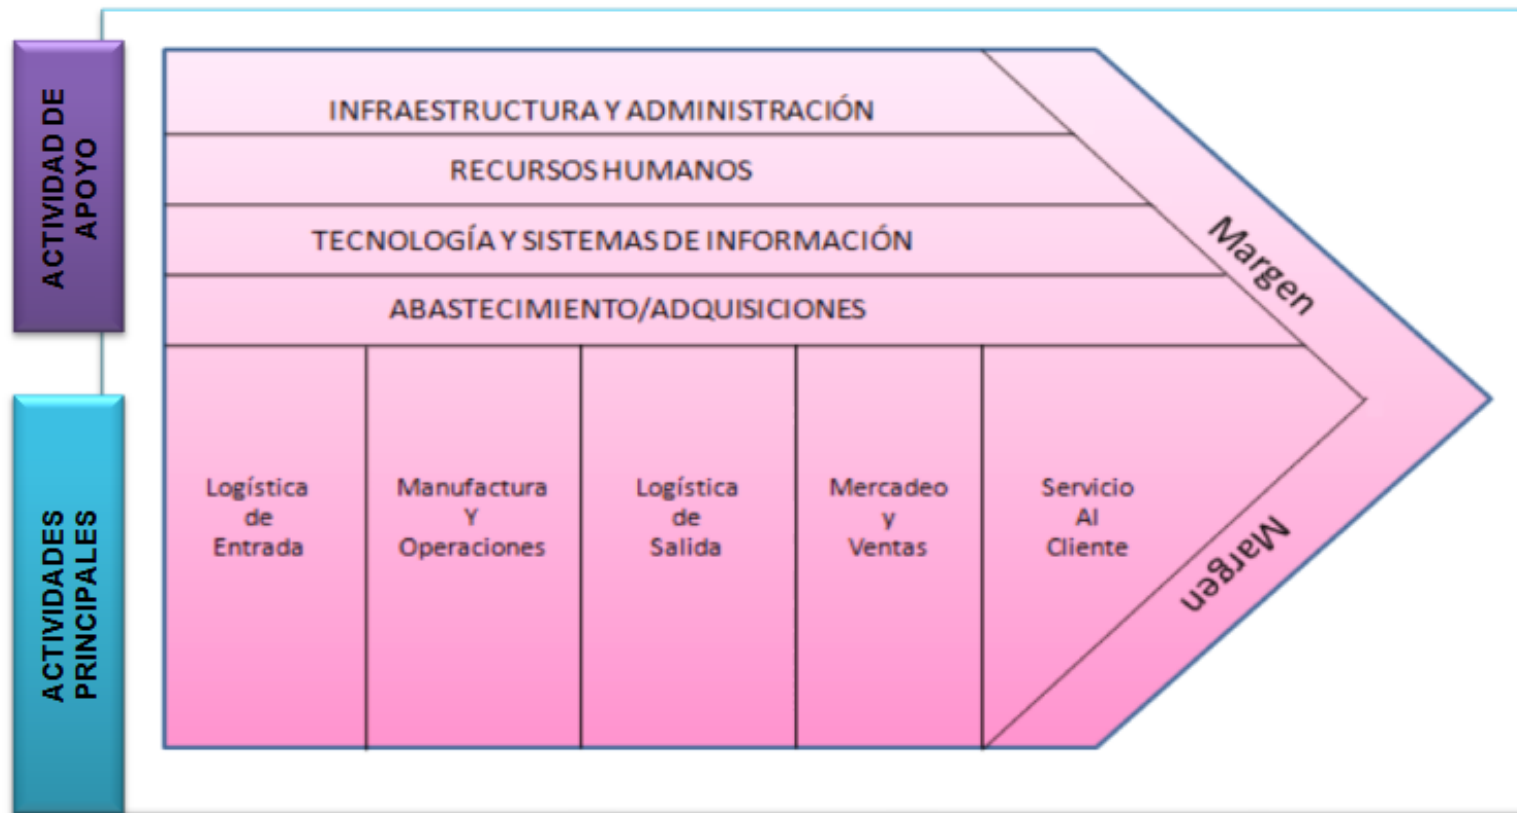 ACTIVIDAD DE
APOYO
INFRAESTRUCTURA Y ADMINISTRACIÓN
RECURSOS HUMANOS
TECNOLOGÍA Y SISTEMAS DE INFORMACIÓN
ABASTECIMIENTO/ADQUISICIONES
Margen
ACTIVIDADES
PRINCIPALES
Logística
de
Entrada
Manufactura
Y
Operaciones
Logística
de
Salida
Mercadeo
y
Ventas
Servicio
Al
Cliente
Margen